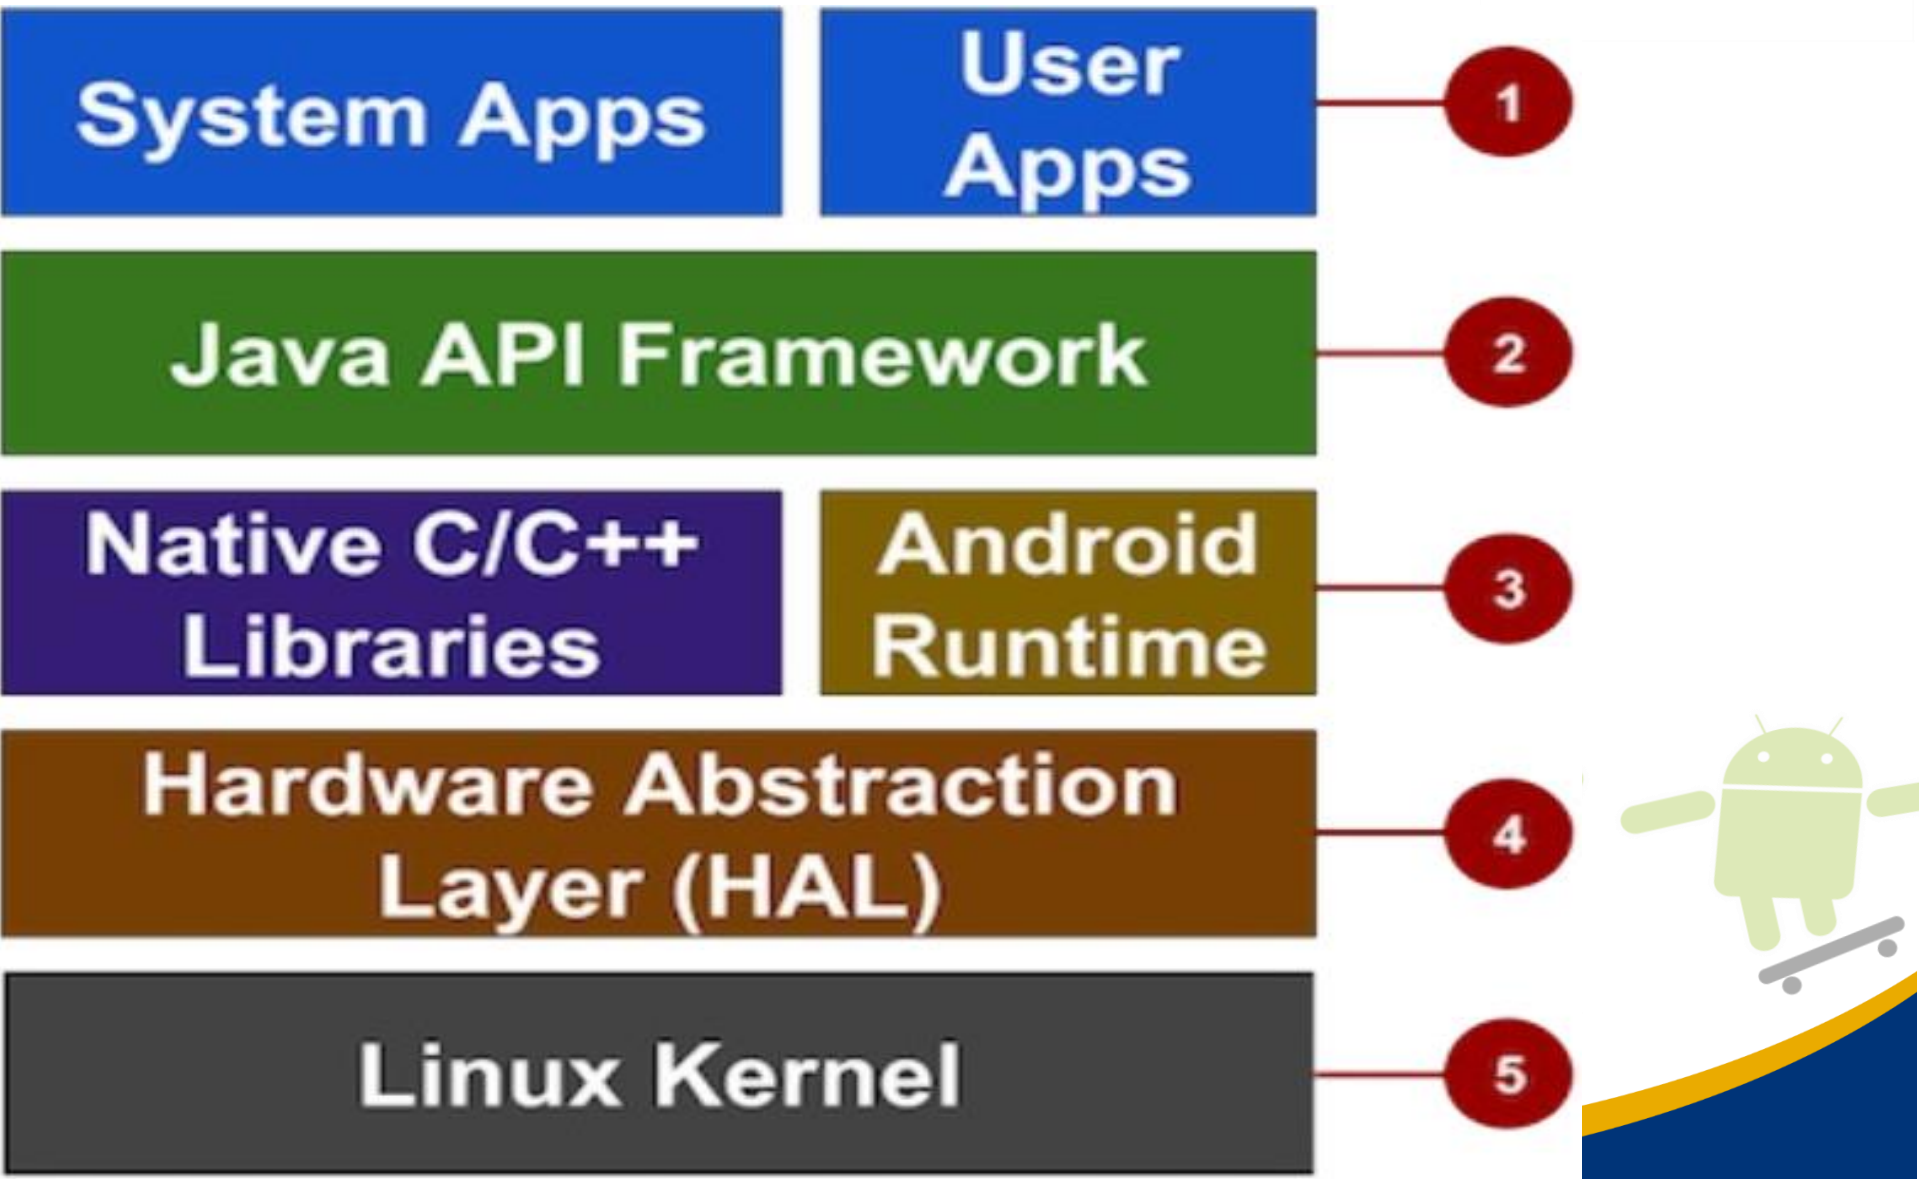 System Apps
User
Apps
1
Java API Framework
2
Native C/C++
Libraries
Android
Runtime
3
Hardware Abstraction
Layer (HAL)
4
Linux Kernel
5